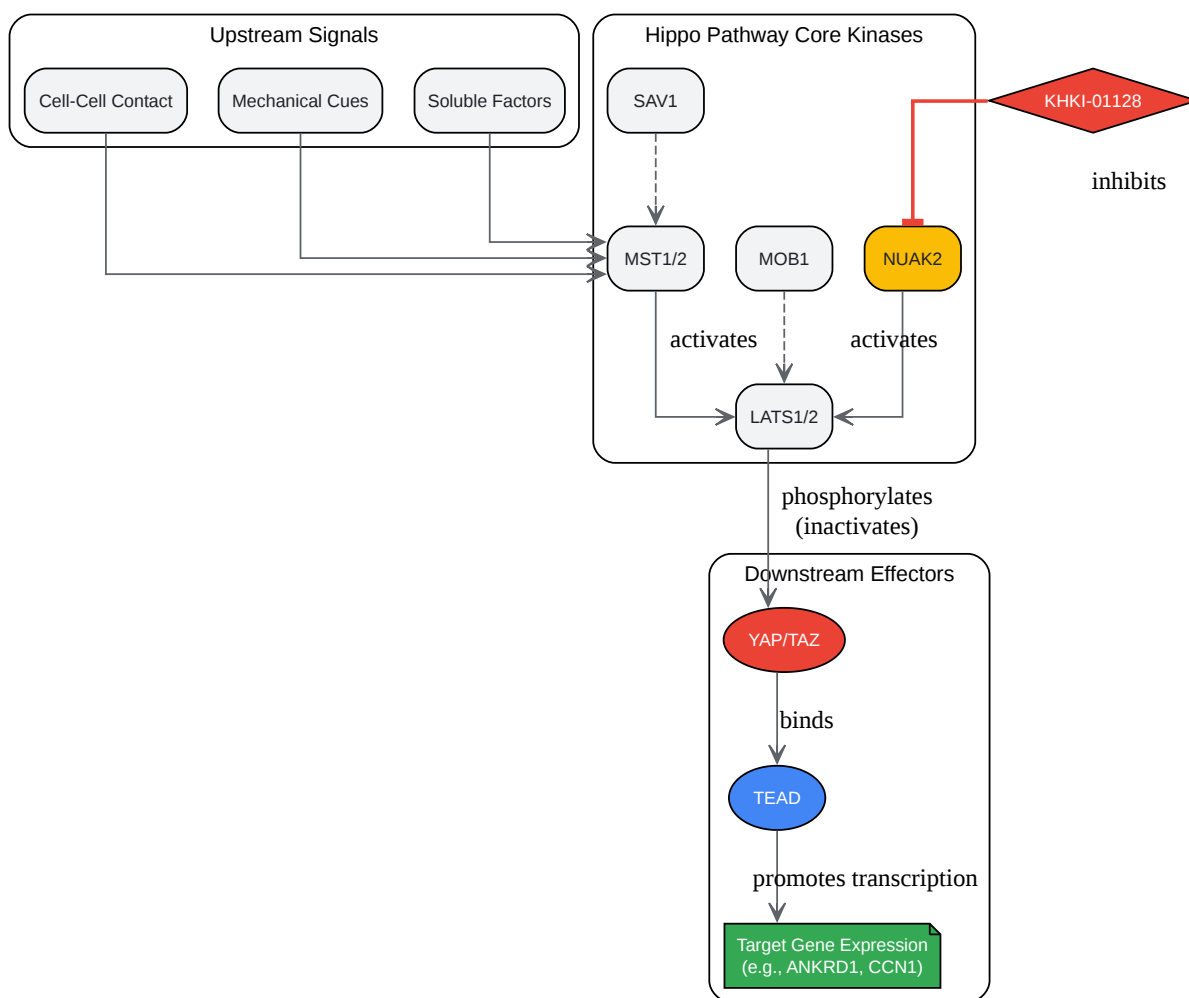 Upstream Signals
Hippo Pathway Core Kinases
Cell-Cell Contact
Mechanical Cues
Soluble Factors
SAV1
KHKI-01128
inhibits
MST1/2
MOB1
NUAK2
activates
activates
LATS1/2
phosphorylates
(inactivates)
Downstream Effectors
YAP/TAZ
binds
TEAD
promotes transcription
Target Gene Expression
(e.g., ANKRD1, CCN1)